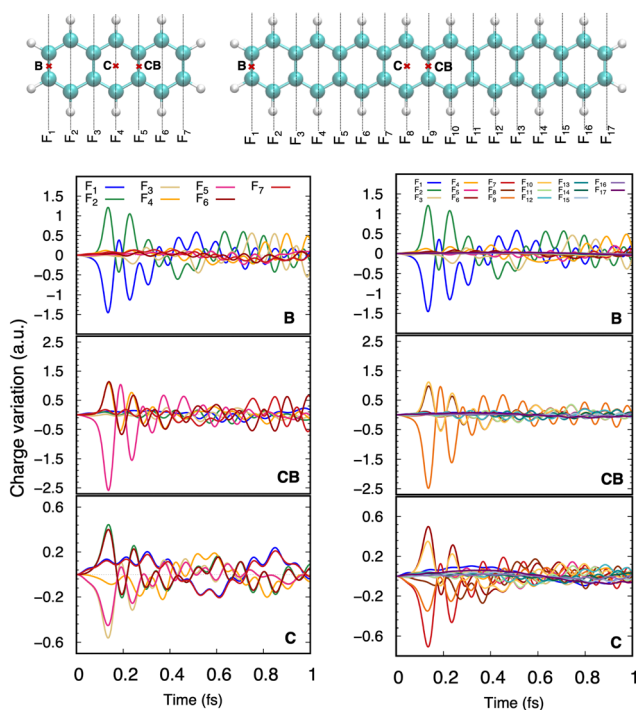 B C CB B C CB
F1 F2 F3 F4 F5 F6 F7 F1 F2 F3 F4 F5 F6 F7 F8 F9 F10 F11 F12 F13 F14 F15 F16 F17
F1 F3 F5 F7
F2 F4 F6
F1 F4 F7 F10 F13 F16
F2 F5 F8 F11 F14 F17
F3 F6 F9 F12 F15
1.5
1
0.5
0
-0.5
-1
-1.5
B
1.5
1
0.5
0
-0.5
-1
-1.5
B
Charge variation (a.u.)
2.5
1.5
0.5
-0.5
-1.5
-2.5
CB
2.5
1.5
0.5
-0.5
-1.5
-2.5
CB
0.6
0.2
-0.2
-0.6
C
0.6
0.2
-0.2
-0.6
C
0 0.2 0.4 0.6 0.8 1
0 0.2 0.4 0.6 0.8 1
Time (fs)
Time (fs)